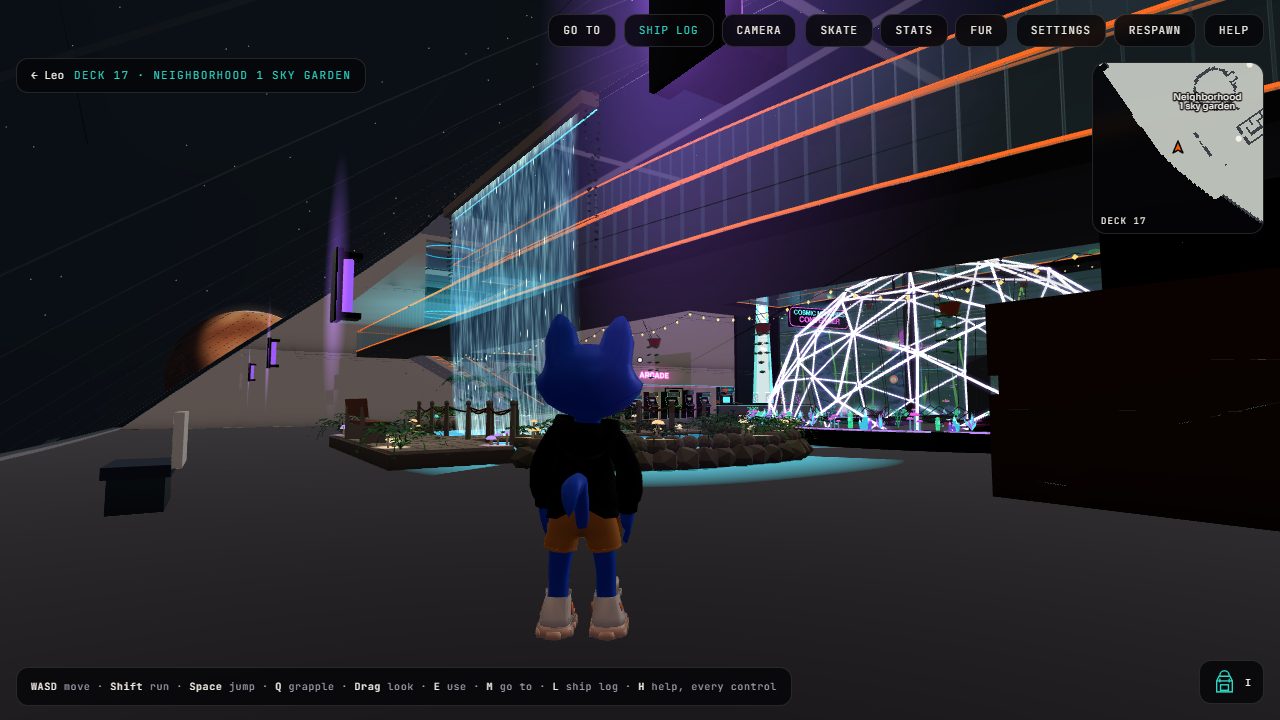 GO TO
SHIP LOG
CAMERA
SKATE
STATS
FUR
SETTINGS
RESPAWN
HELP
← Leo DECK 17 · NEIGHBORHOOD 1 SKY GARDEN
Neighborhood
1 sky garden
DECK 17
ARCADE
WASD move · Shift run · Space jump · Q grapple · Drag look · E use · M go to · L ship log · H help, every control
I